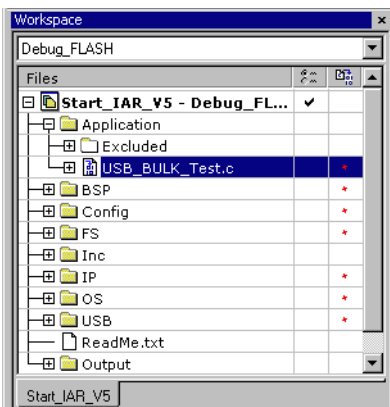 Workspace
Debug_FLASH
Files
Start_IAR_V5 - Debug_FL...
Application
Excluded
USB_BULK_Test.c
BSP
Config
FS
Inc
IP
OS
USB
ReadMe.txt
Output
Start_IAR_V5